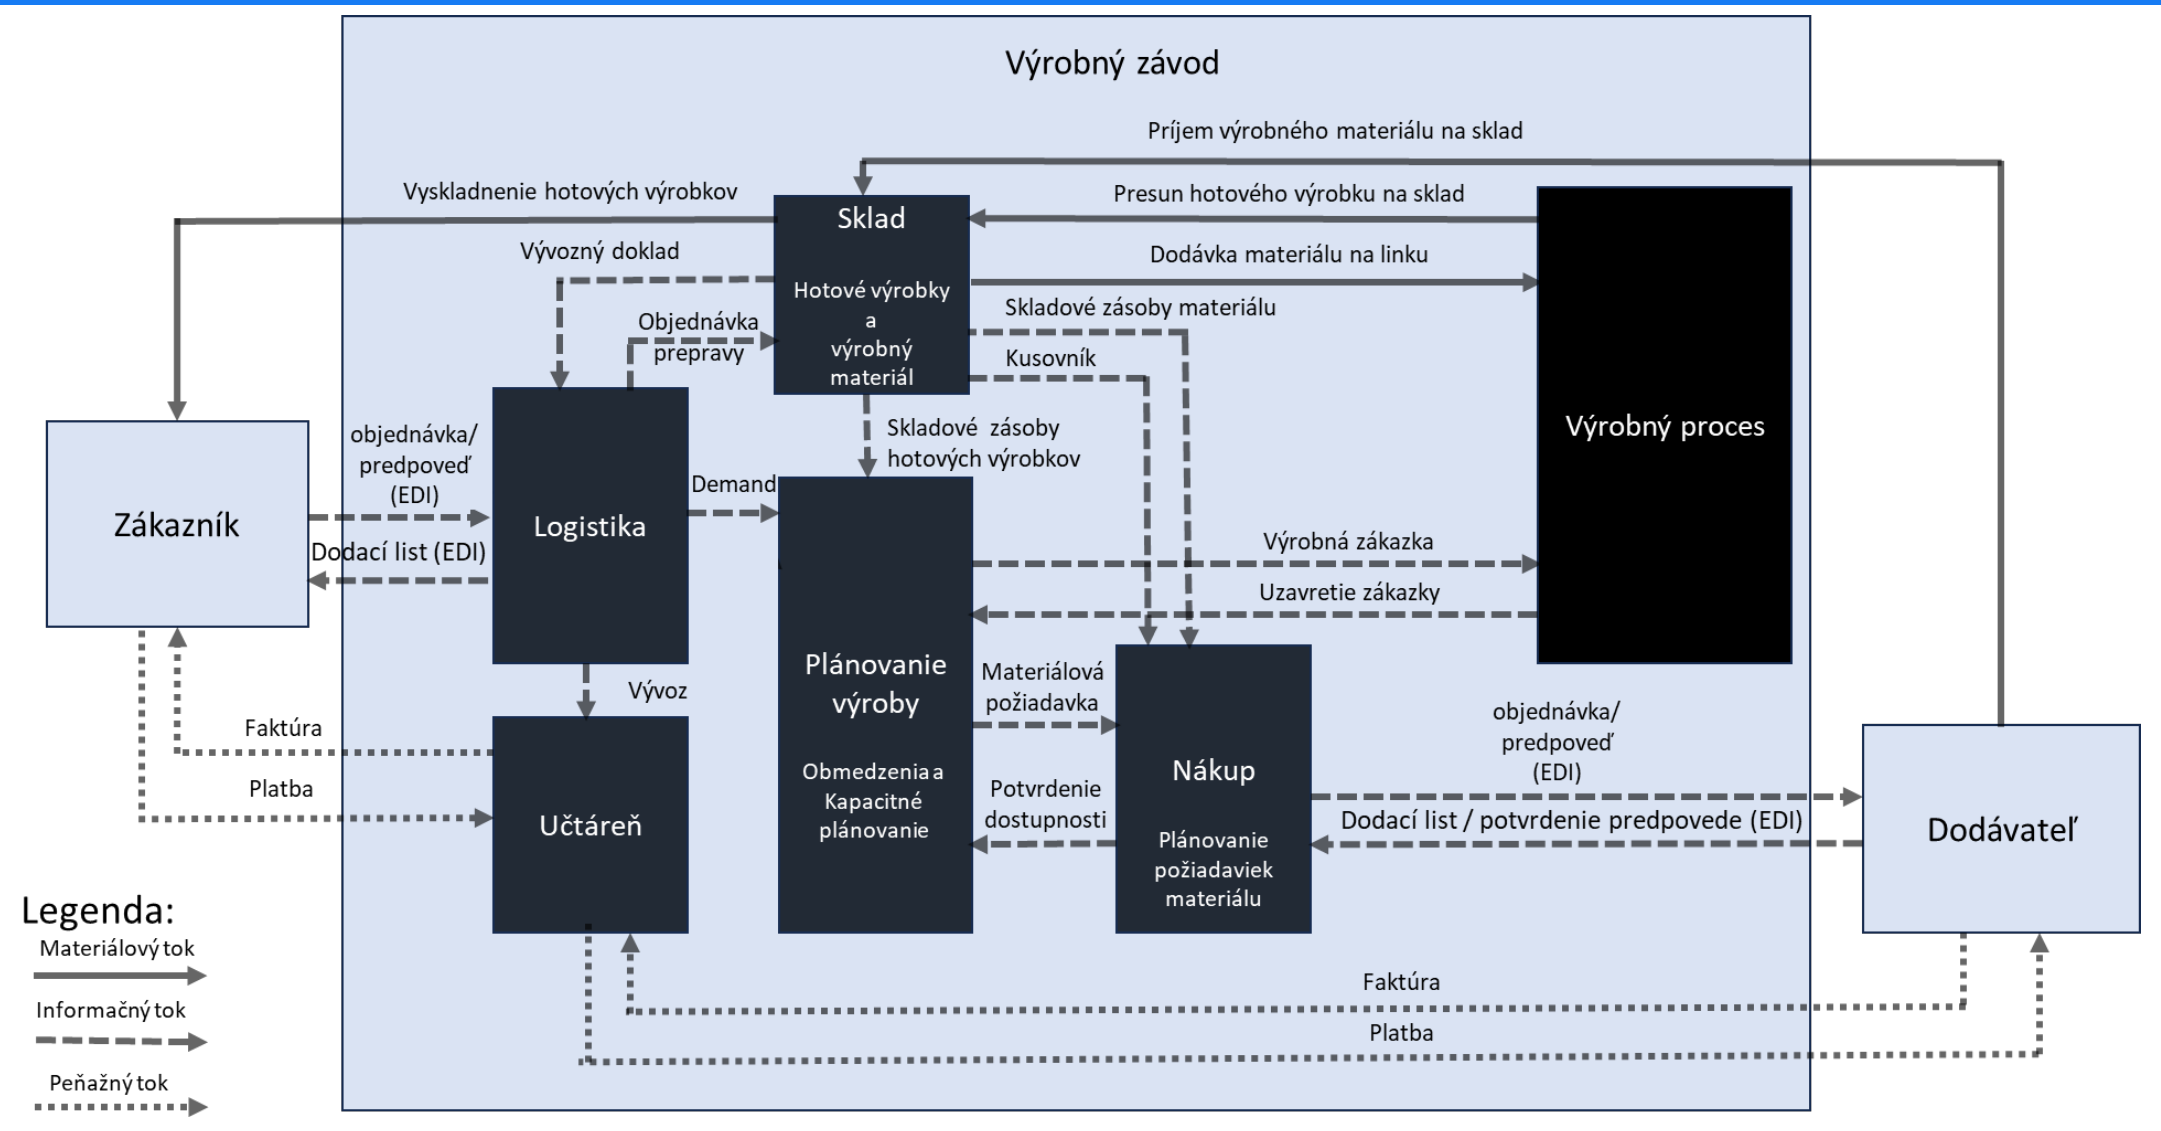 Výrobný závod
Príjem výrobného materiálu na sklad
Vyskladnenie hotových výrobkov
Presun hotového výrobku na sklad
Sklad
Vývozný doklad
Dodávka materiálu na linku
Hotové výrobky
a
výrobný
materiál
Skladové zásoby materiálu
Objednávka
prepravy
Kusovník
Výrobný proces
objednávka/
predpoveď
(EDI)
Skladové zásoby
hotových výrobkov
Demand
Zákazník
Logistika
Dodací list (EDI)
Výrobná zákazka
Uzavretie zákazky
Plánovanie
výroby
Obmedzenia a
Kapacitné
plánovanie
Materiálová
požiadavka
Vývoz
objednávka/
predpoveď
(EDI)
Faktúra
Platba
Učtáreň
Potvrdenie
dostupnosti
Nákup
Plánovanie
požiadaviek
materiálu
Dodací list / potvrdenie predpovede (EDI)
Dodávateľ
Legenda:
Materiálový tok
Informačný tok
Peňažný tok
Faktúra
Platba